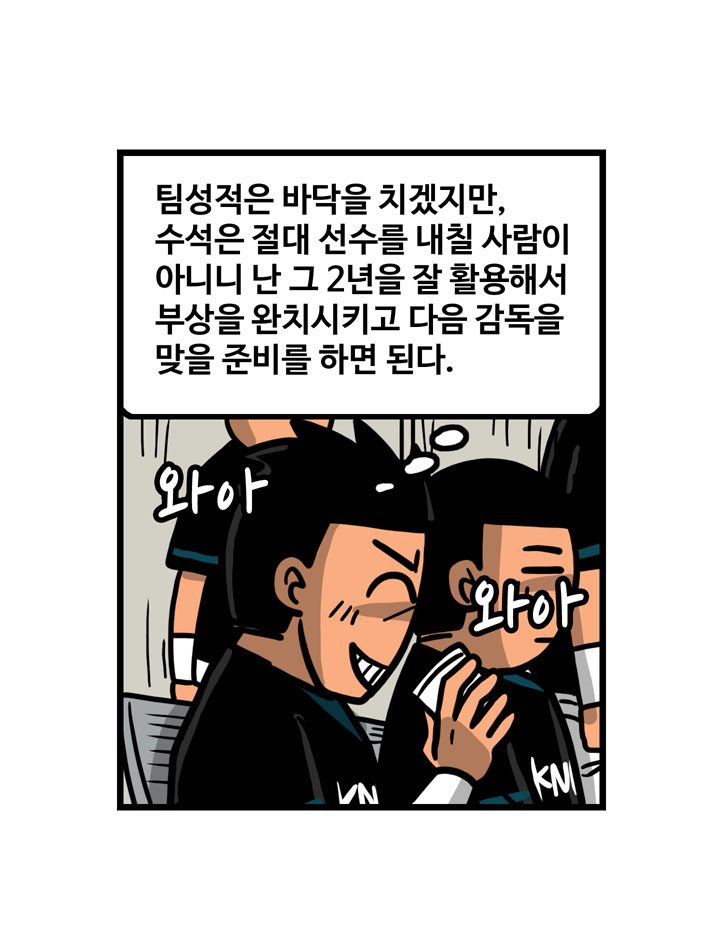 팀성적은 바닥을 치겠지만,
수석은 절대 선수를 내칠 사람이
아니니 난 그 2년을 잘 활용해서
부상을 완치시키고 다음 감독을
맞을 준비를 하면 된다.
와아
와아
KNI
KNI